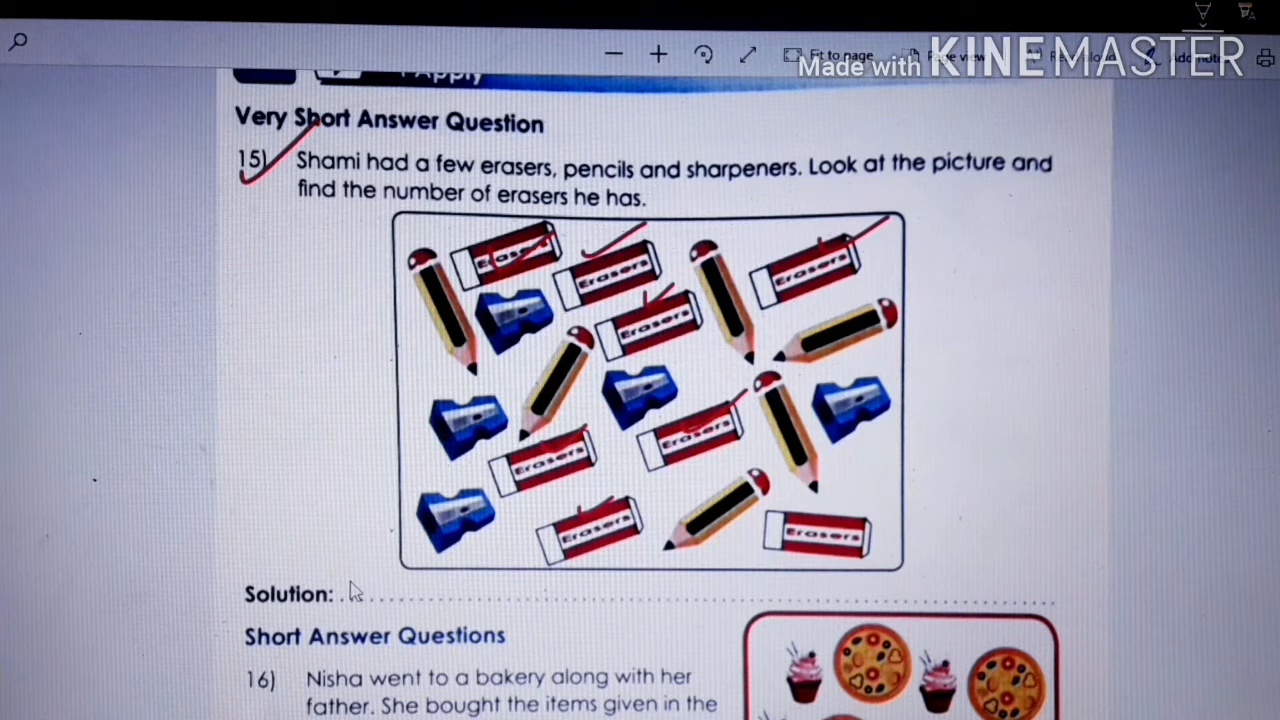 Fit to page
Page view
Made with KINEMASTER
Apply
Very Short Answer Question
15) Shami had a few erasers, pencils and sharpeners. Look at the picture and
find the number of erasers he has.
Erasers
Erasers
Erasers
Erasers
Erasers
Erasers
Erasers
Erasers
Solution: ........................................
Short Answer Questions
16) Nisha went to a bakery along with her
father. She bought the items given in the